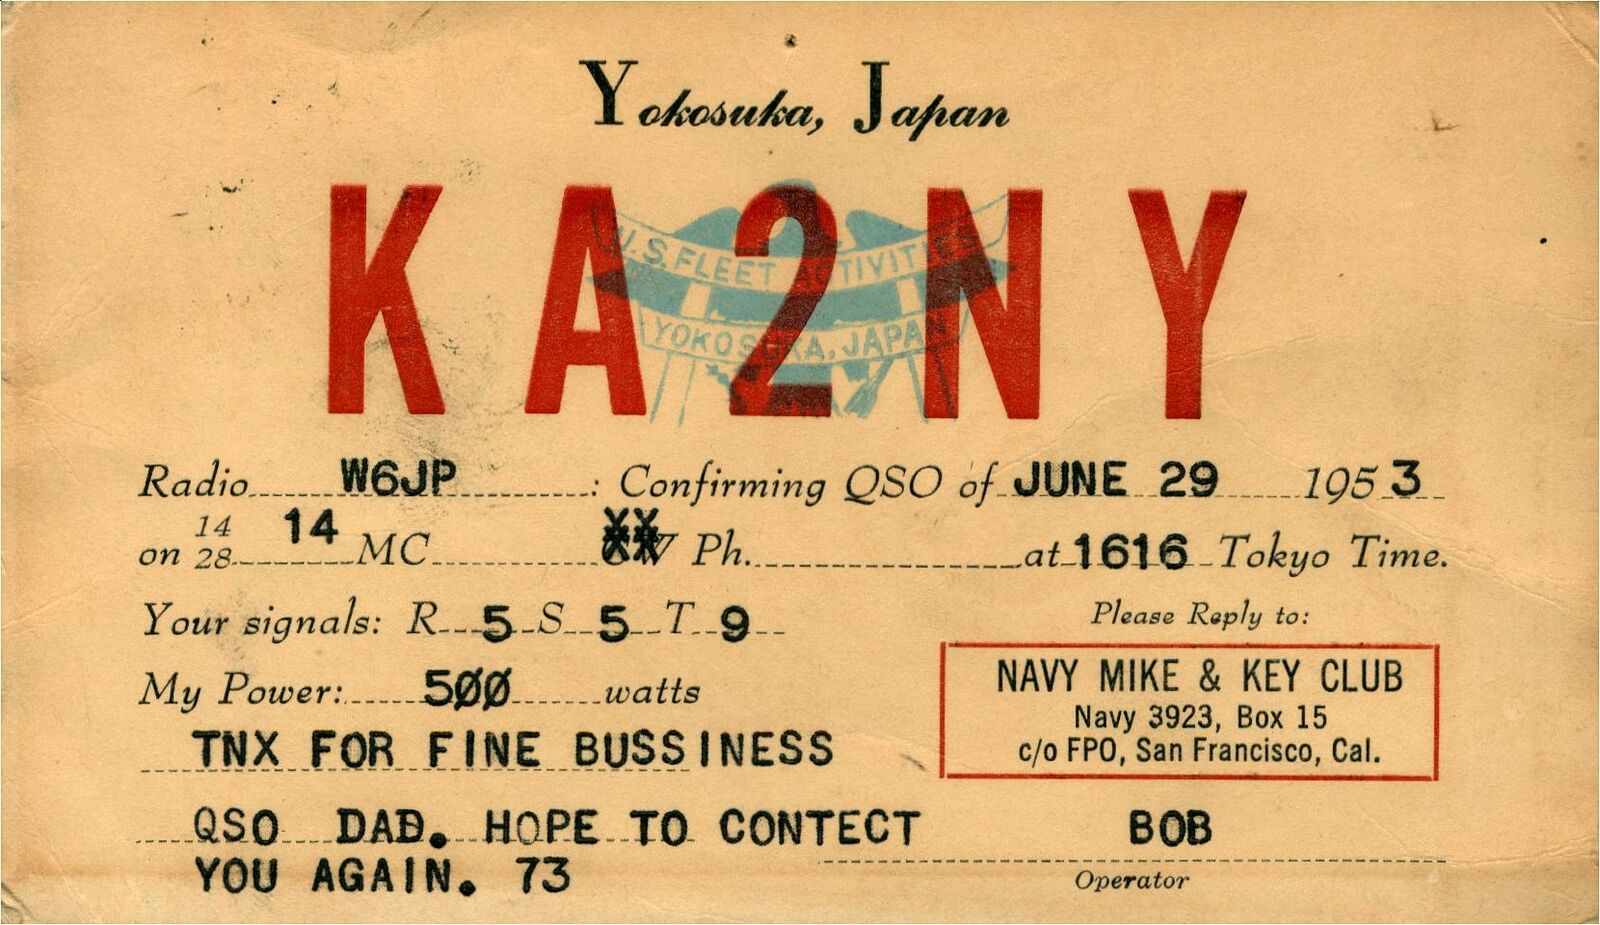 Yokosuka, Japan
KA2NY
U.S. FLEET ACTIVITIES
YOKOSUKA, JAPAN
Radio W6JP : Confirming QSO of JUNE 29 1953
on 14 28 14 MC XX CW Ph. at 1616 Tokyo Time.
Your signals: R 5 S 5 T 9
Please Reply to:
My Power: 500 watts
NAVY MIKE & KEY CLUB
Navy 3923, Box 15
c/o FPO, San Francisco, Cal.
TNX FOR FINE BUSSINESS
QSO DAD. HOPE TO CONTECT
YOU AGAIN. 73
BOB
Operator